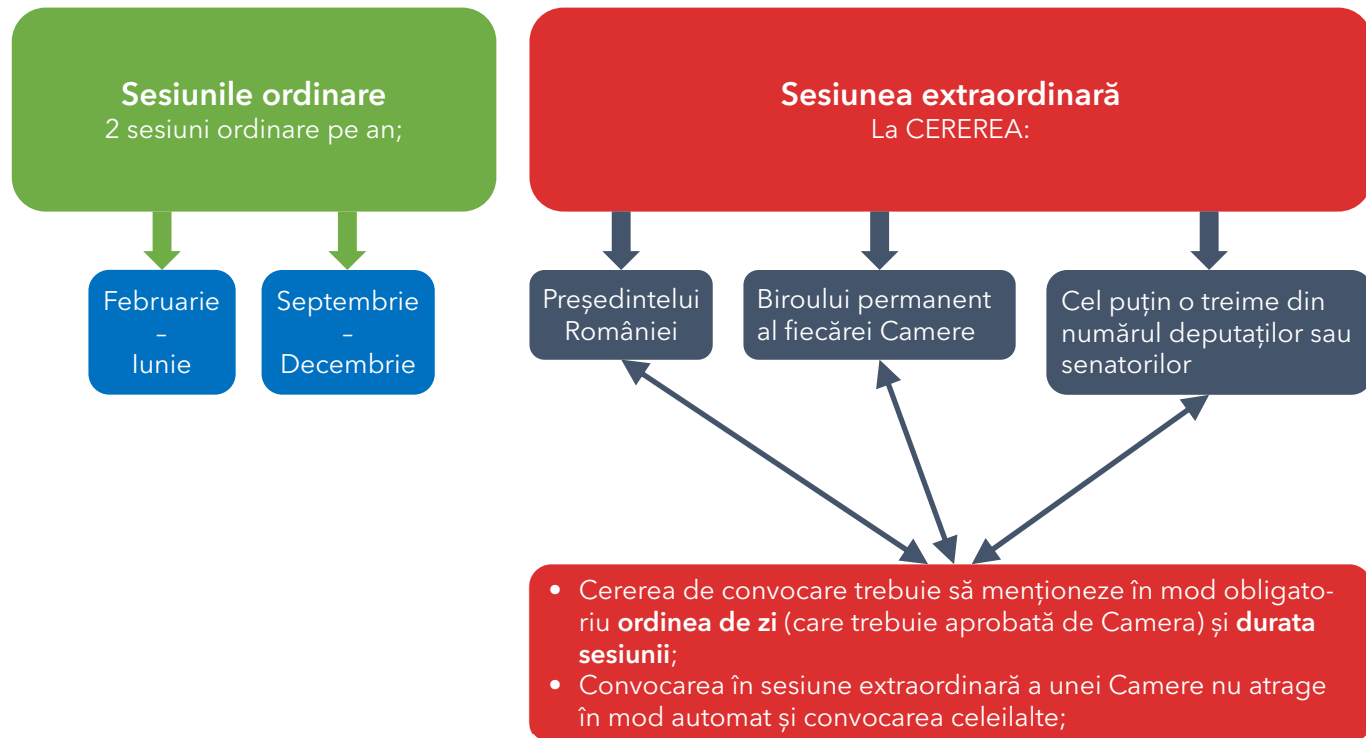 Sesiunile ordinare
2 sesiuni ordinare pe an;
Februarie
–
Iunie
Septembrie
–
Decembrie
Sesiunea extraordinară
La CEREREA:
Președintelui
României
Biroului permanent
al fiecărei Camere
Cel puțin o treime din
numărul deputaților sau
senatorilor
• Cererea de convocare trebuie să menționeze în mod obligato-
riu ordinea de zi (care trebuie aprobată de Camera) și durata
sesiunii;
• Convocarea în sesiune extraordinară a unei Camere nu atrage
în mod automat și convocarea celeilalte;